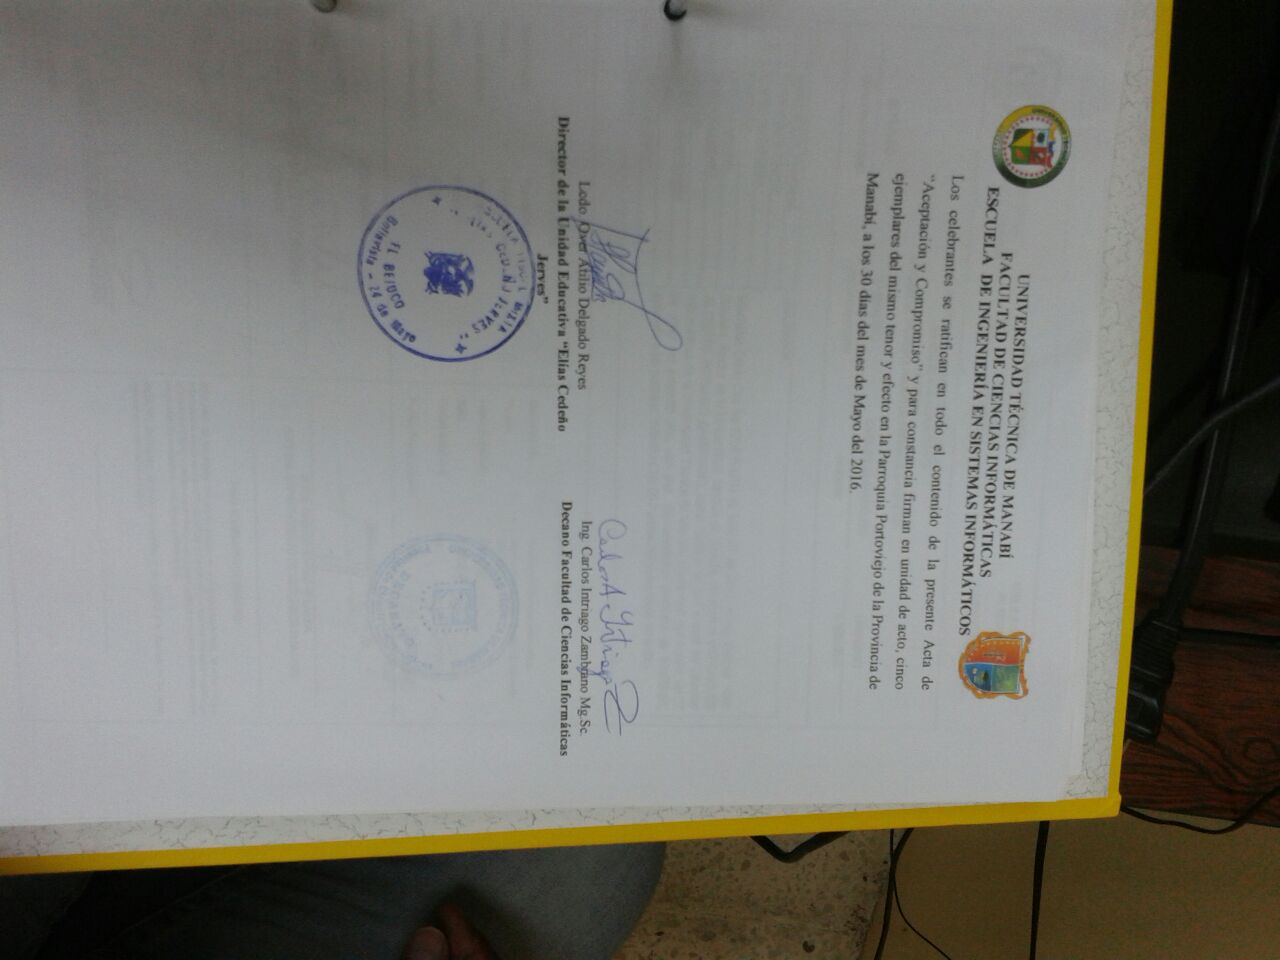 UNIVERSIDAD TÉCNICA DE MANABÍ
FACULTAD DE CIENCIAS INFORMÁTICAS
ESCUELA DE INGENIERÍA EN SISTEMAS INFORMÁTICOS
Los celebrantes se ratifican en todo el contenido de la presente Acta de
"Aceptación y Compromiso" y para constancia firman en unidad de acto, cinco
ejemplares del mismo tenor y efecto en la Parroquia Portoviejo de la Provincia de
Manabí, a los 30 días del mes de Mayo del 2016.
Carlos A Intriago Z
Lcdo. Over Atilio Delgado Reyes
Director de la Unidad Educativa "Elías Cedeño
Jerves"
Ing. Carlos Intriago Zambrano Mg.Sc.
Decano Facultad de Ciencias Informáticas
ESCUELA FISCAL MIXTA
"ELIAS CEDEÑO JERVES"
EL BEJUCO
Bellavista - 24 de Mayo
DECANATO